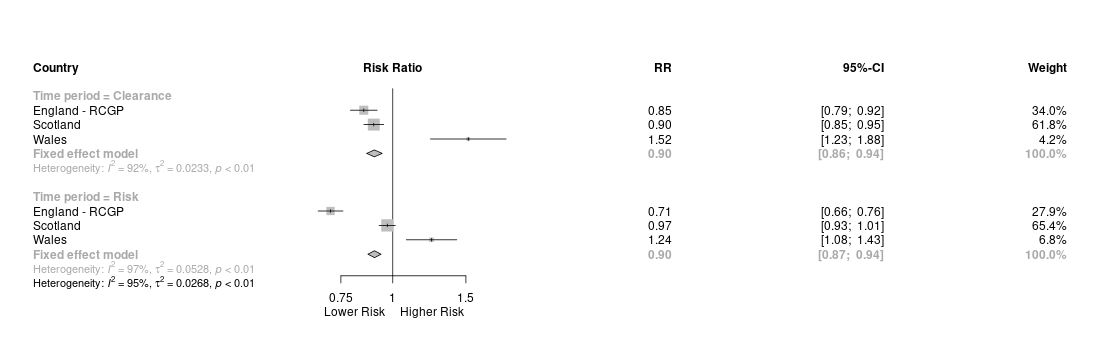 Country Risk Ratio RR 95%-CI Weight
Time period = Clearance
England - RCGP 0.85 [0.79; 0.92] 34.0%
Scotland 0.90 [0.85; 0.95] 61.8%
Wales 1.52 [1.23; 1.88] 4.2%
Fixed effect model 0.90 [0.86; 0.94] 100.0%
Heterogeneity: I² = 92%, τ² = 0.0233, p < 0.01
Time period = Risk
England - RCGP 0.71 [0.66; 0.76] 27.9%
Scotland 0.97 [0.93; 1.01] 65.4%
Wales 1.24 [1.08; 1.43] 6.8%
Fixed effect model 0.90 [0.87; 0.94] 100.0%
Heterogeneity: I² = 97%, τ² = 0.0528, p < 0.01
Heterogeneity: I² = 95%, τ² = 0.0268, p < 0.01
0.75 1 1.5
Lower Risk Higher Risk